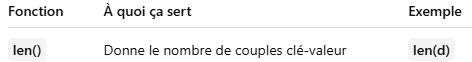 Fonction À quoi ça sert Exemple
len() Donne le nombre de couples clé-valeur len(d)